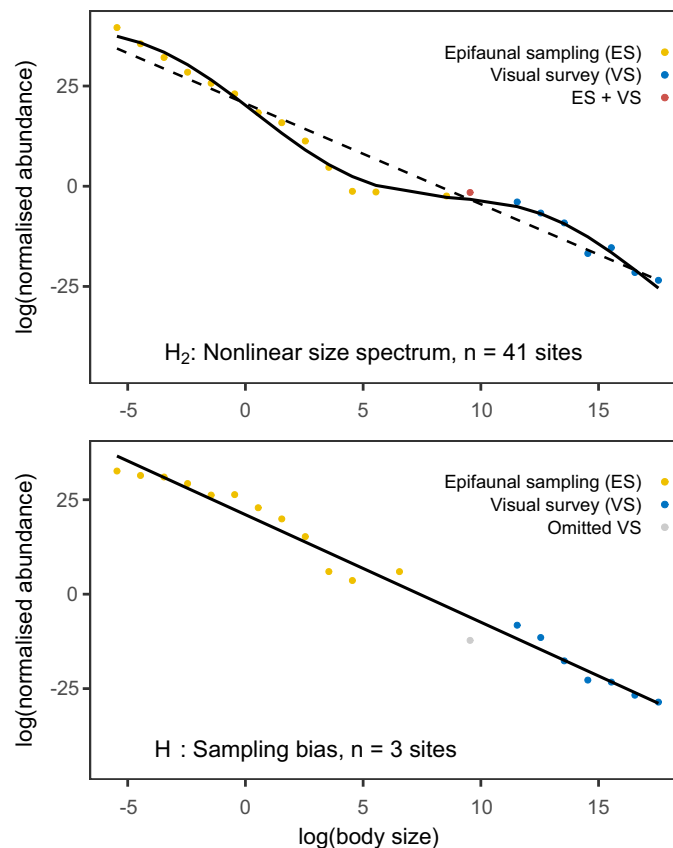 log(normalised abundance)
25
0
-25
Epifaunal sampling (ES)
Visual survey (VS)
ES + VS
H₂: Nonlinear size spectrum, n = 41 sites
-5 0 5 10 15
log(normalised abundance)
25
0
-25
Epifaunal sampling (ES)
Visual survey (VS)
Omitted VS
H : Sampling bias, n = 3 sites
-5 0 5 10 15
log(body size)